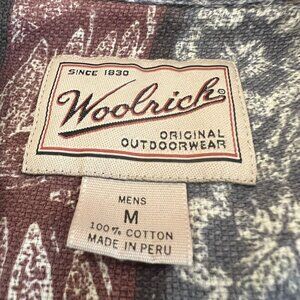 SINCE 1830
Woolrich®
ORIGINAL
OUTDOORWEAR
MENS
M
100% COTTON
MADE IN PERU